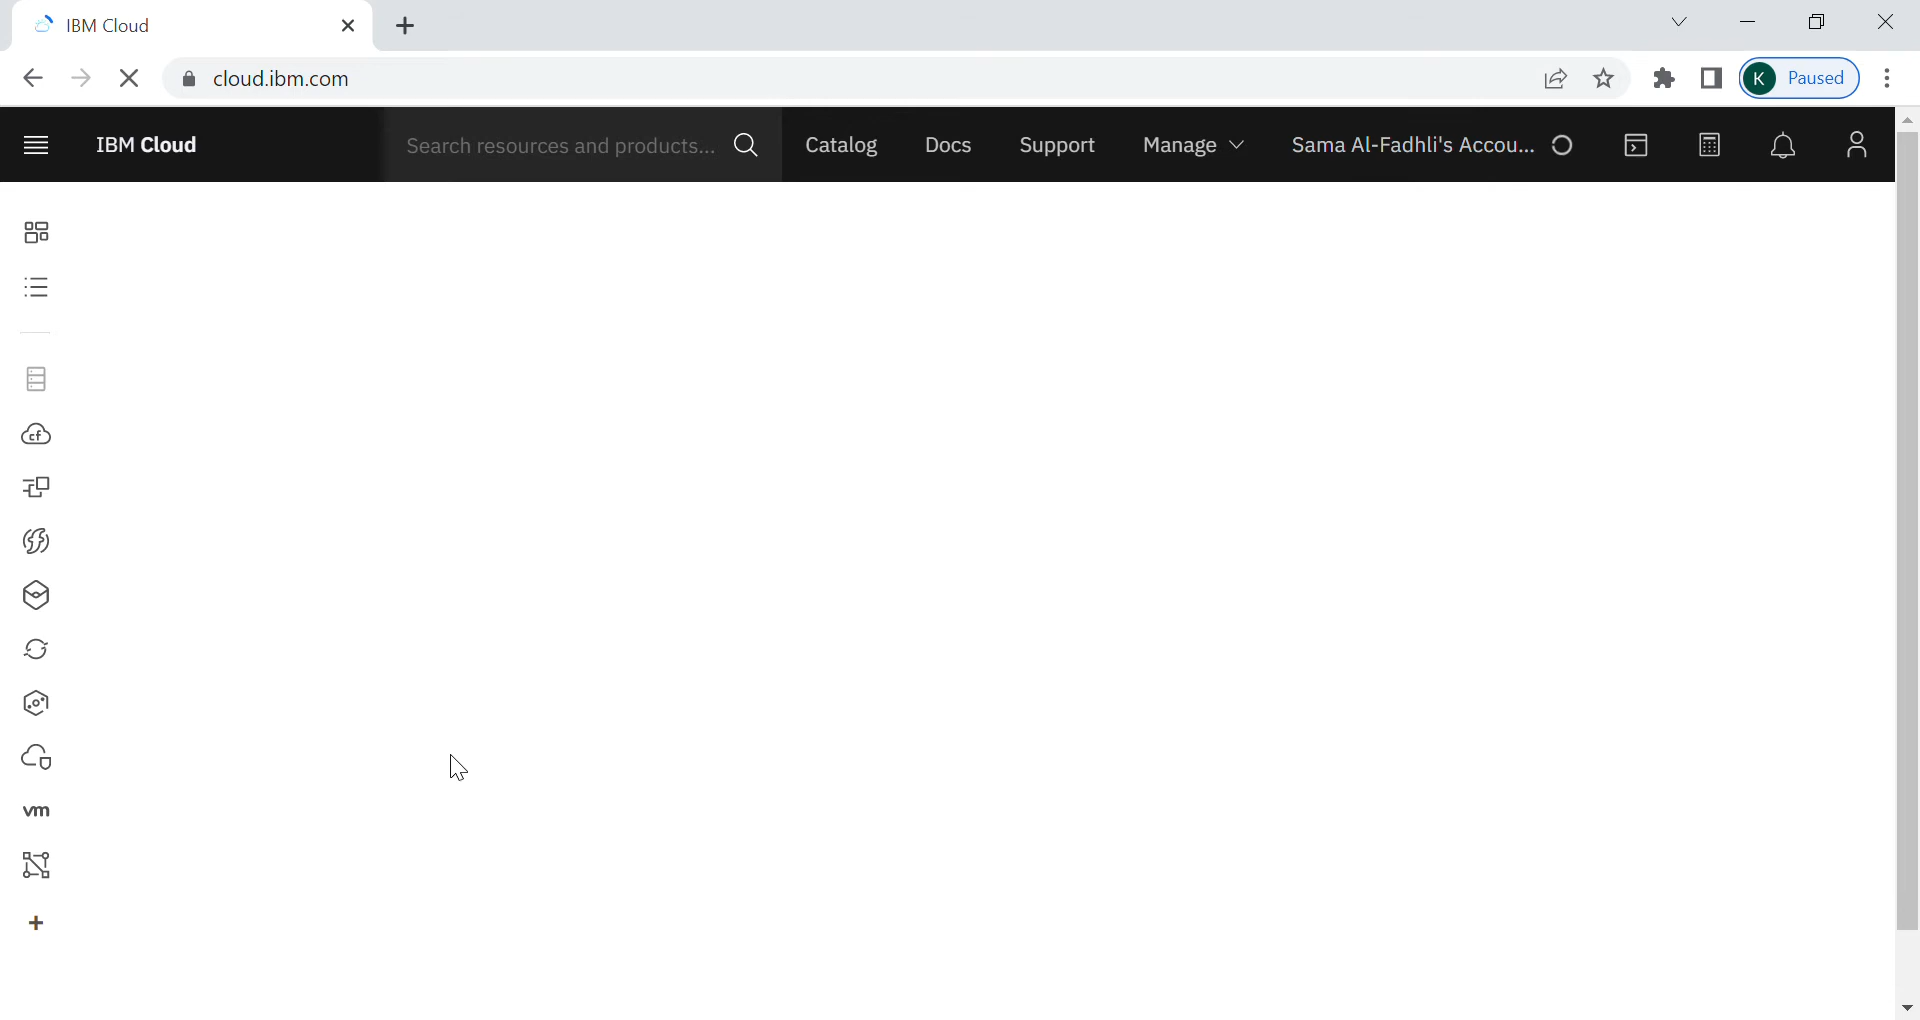 IBM Cloud
cloud.ibm.com
K Paused
IBM Cloud
Search resources and products...
Catalog
Docs
Support
Manage
Sama Al-Fadhli's Accou...
cf
vm